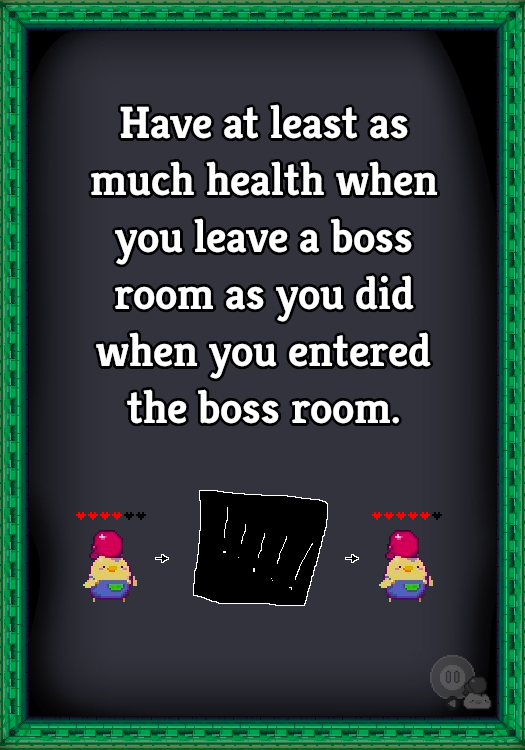 Have at least as
much health when
you leave a boss
room as you did
when you entered
the boss room.
00